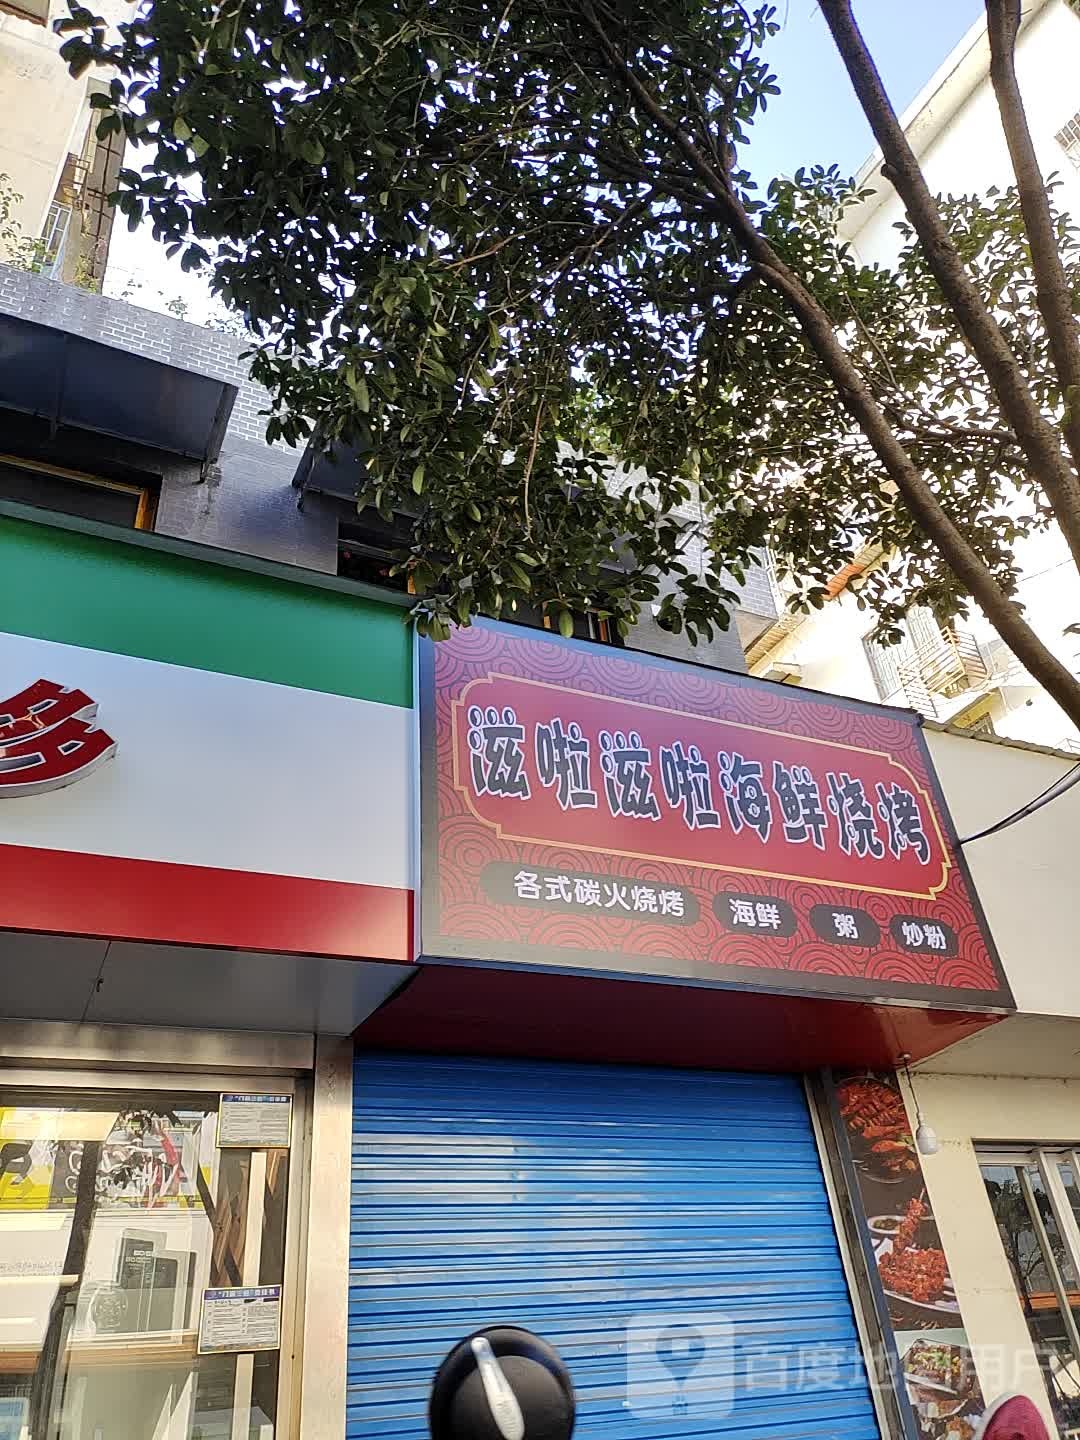 多
滋啦滋啦海鲜烧烤
各式碳火烧烤 海鲜 粥 炒粉
百度地图用户